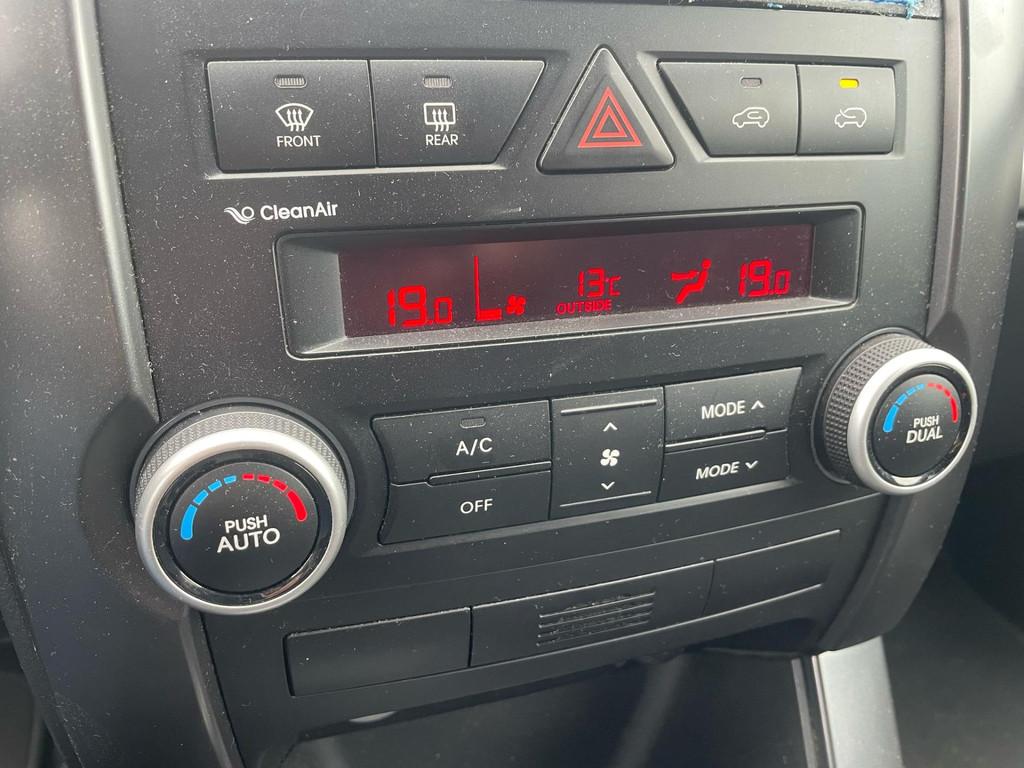 FRONT
REAR
CleanAir
19.0
13°C
OUTSIDE
19.0
A/C
MODE
OFF
MODE
PUSH
AUTO
PUSH
DUAL